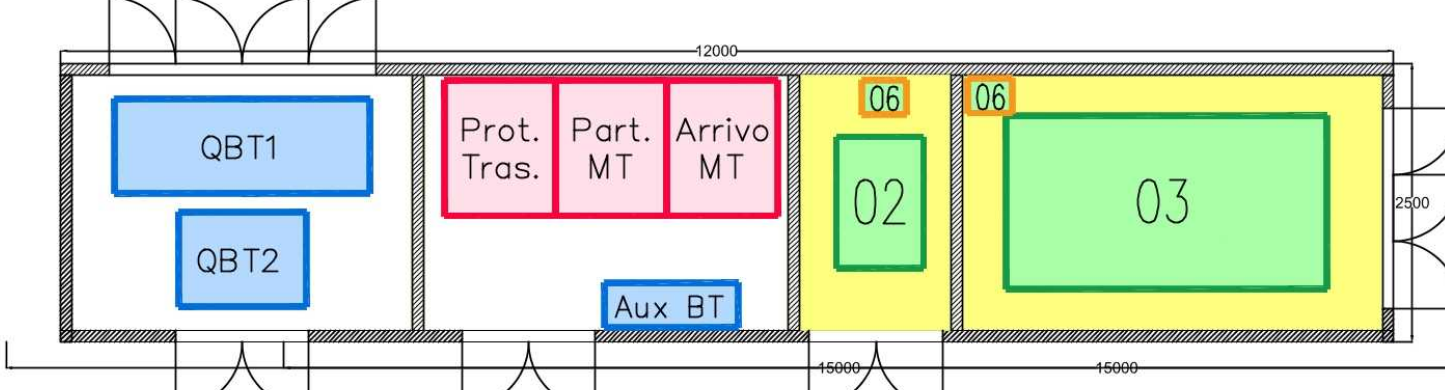 12000
QBT1
QBT2
Prot.
Tras.
Part.
MT
Arrivo
MT
Aux BT
06
02
06
03
2500
15000
15000